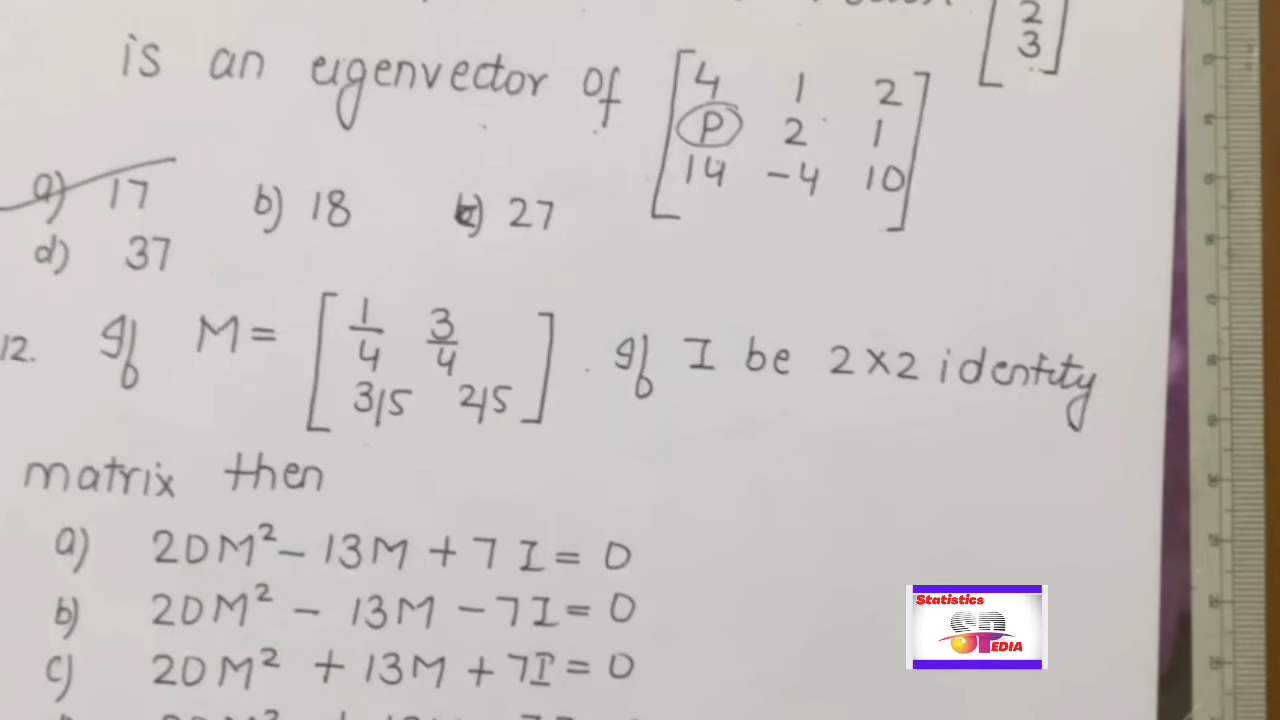 [2
3]
is an eigenvector of [4 1 2
P 2 1
14 -4 10]
a) 17 b) 18 c) 27
d) 37
12. If M = [1/4 3/4
3/5 2/5] . If I be 2×2 identity
matrix then
a) 20M² - 13M + 7I = 0
b) 20M² - 13M - 7I = 0
c) 20M² + 13M + 7I = 0
Statistics
EDIA